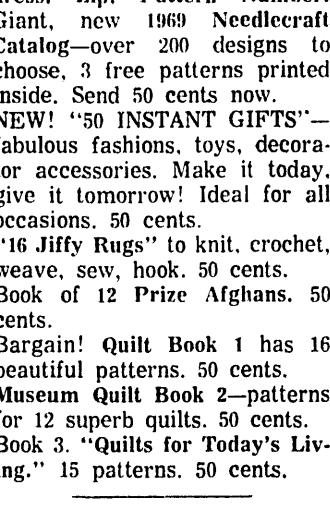 Giant, new 1969 Needlecraft
Catalog—over 200 designs to
choose, 3 free patterns printed
inside. Send 50 cents now.
NEW! "50 INSTANT GIFTS"—
fabulous fashions, toys, decora-
tor accessories. Make it today,
give it tomorrow! Ideal for all
occasions. 50 cents.
"16 Jiffy Rugs" to knit, crochet,
weave, sew, hook. 50 cents.
Book of 12 Prize Afghans. 50
cents.
Bargain! Quilt Book 1 has 16
beautiful patterns. 50 cents.
Museum Quilt Book 2—patterns
for 12 superb quilts. 50 cents.
Book 3. "Quilts for Today's Liv-
ing." 15 patterns. 50 cents.